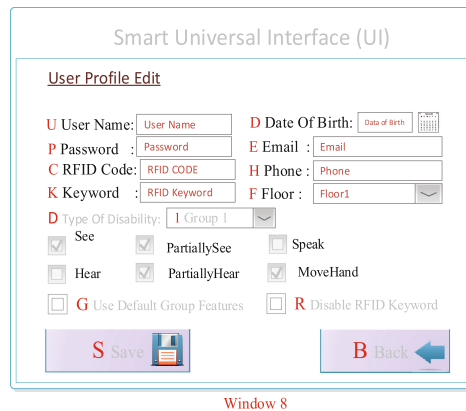 Smart Universal Interface (UI)
User Profile Edit
U User Name: User Name D Date Of Birth: Data of Birth
P Password : Password E Email : Email
C RFID Code: RFID CODE H Phone : Phone
K Keyword : RFID Keyword F Floor : Floor1
D Type Of Disability: 1 Group 1
See PartiallySee Speak
Hear PartiallyHear MoveHand
G Use Default Group Features R Disable RFID Keyword
S Save B Back
Window 8